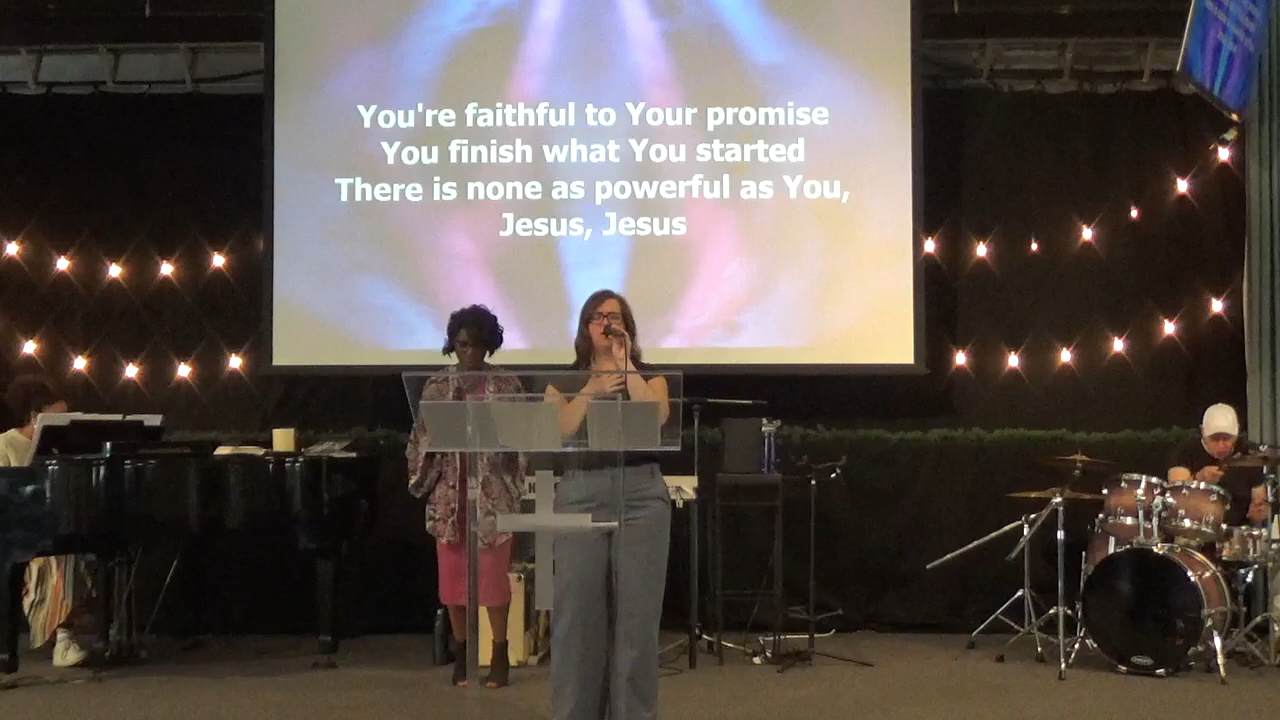 You're faithful to Your promise
You finish what You started
There is none as powerful as You,
Jesus, Jesus